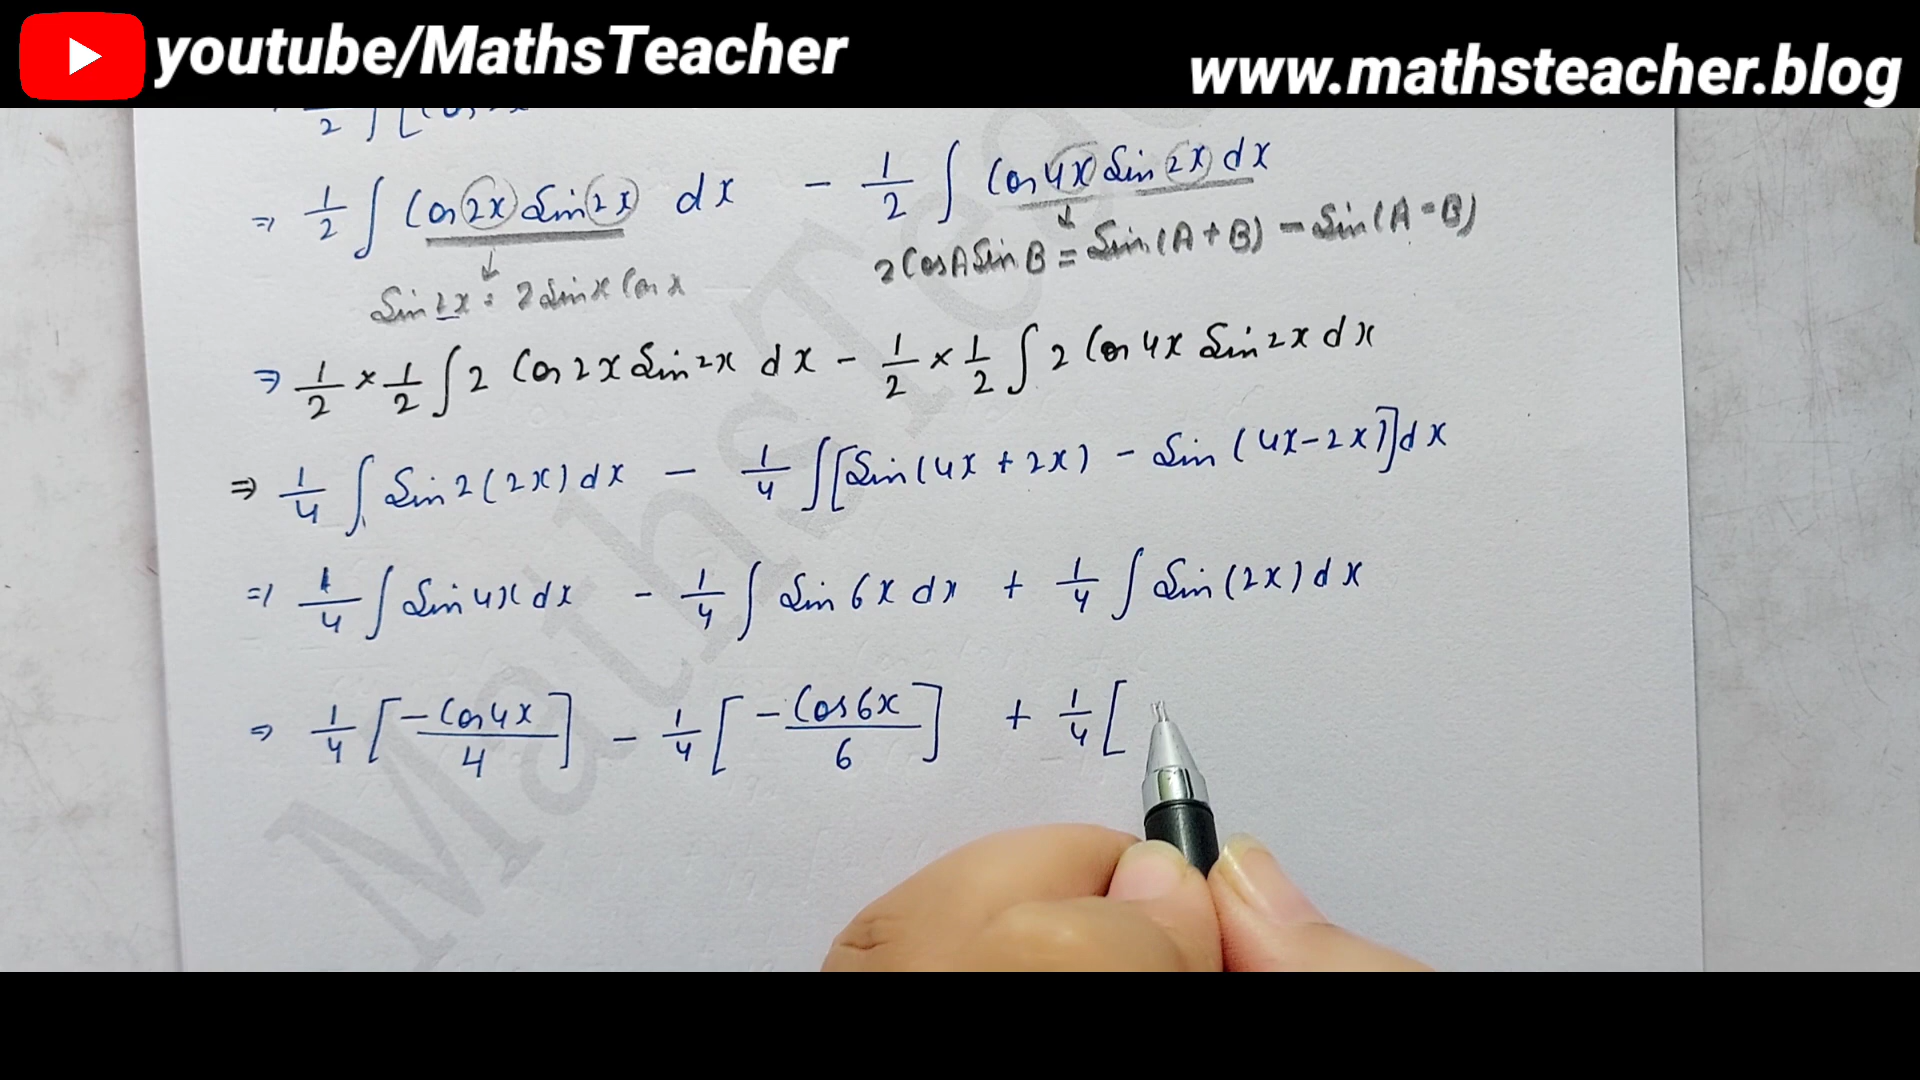 youtube/MathsTeacher
www.mathsteacher.blog
⇒ 1/2 ∫ Cos 2x Sin 2x dx - 1/2 ∫ Cos 4x Sin 2x dx
Sin 2x = 2 Sin x Cos x
2 Cos A Sin B = Sin (A + B) - Sin (A - B)
⇒ 1/2 × 1/2 ∫ 2 Cos 2x Sin 2x dx - 1/2 × 1/2 ∫ 2 Cos 4x Sin 2x dx
⇒ 1/4 ∫ Sin 2(2x) dx - 1/4 ∫ [Sin (4x + 2x) - Sin (4x - 2x)] dx
⇒ 1/4 ∫ Sin 4x dx - 1/4 ∫ Sin 6x dx + 1/4 ∫ Sin (2x) dx
⇒ 1/4 [-Cos 4x / 4] - 1/4 [-Cos 6x / 6] + 1/4 [